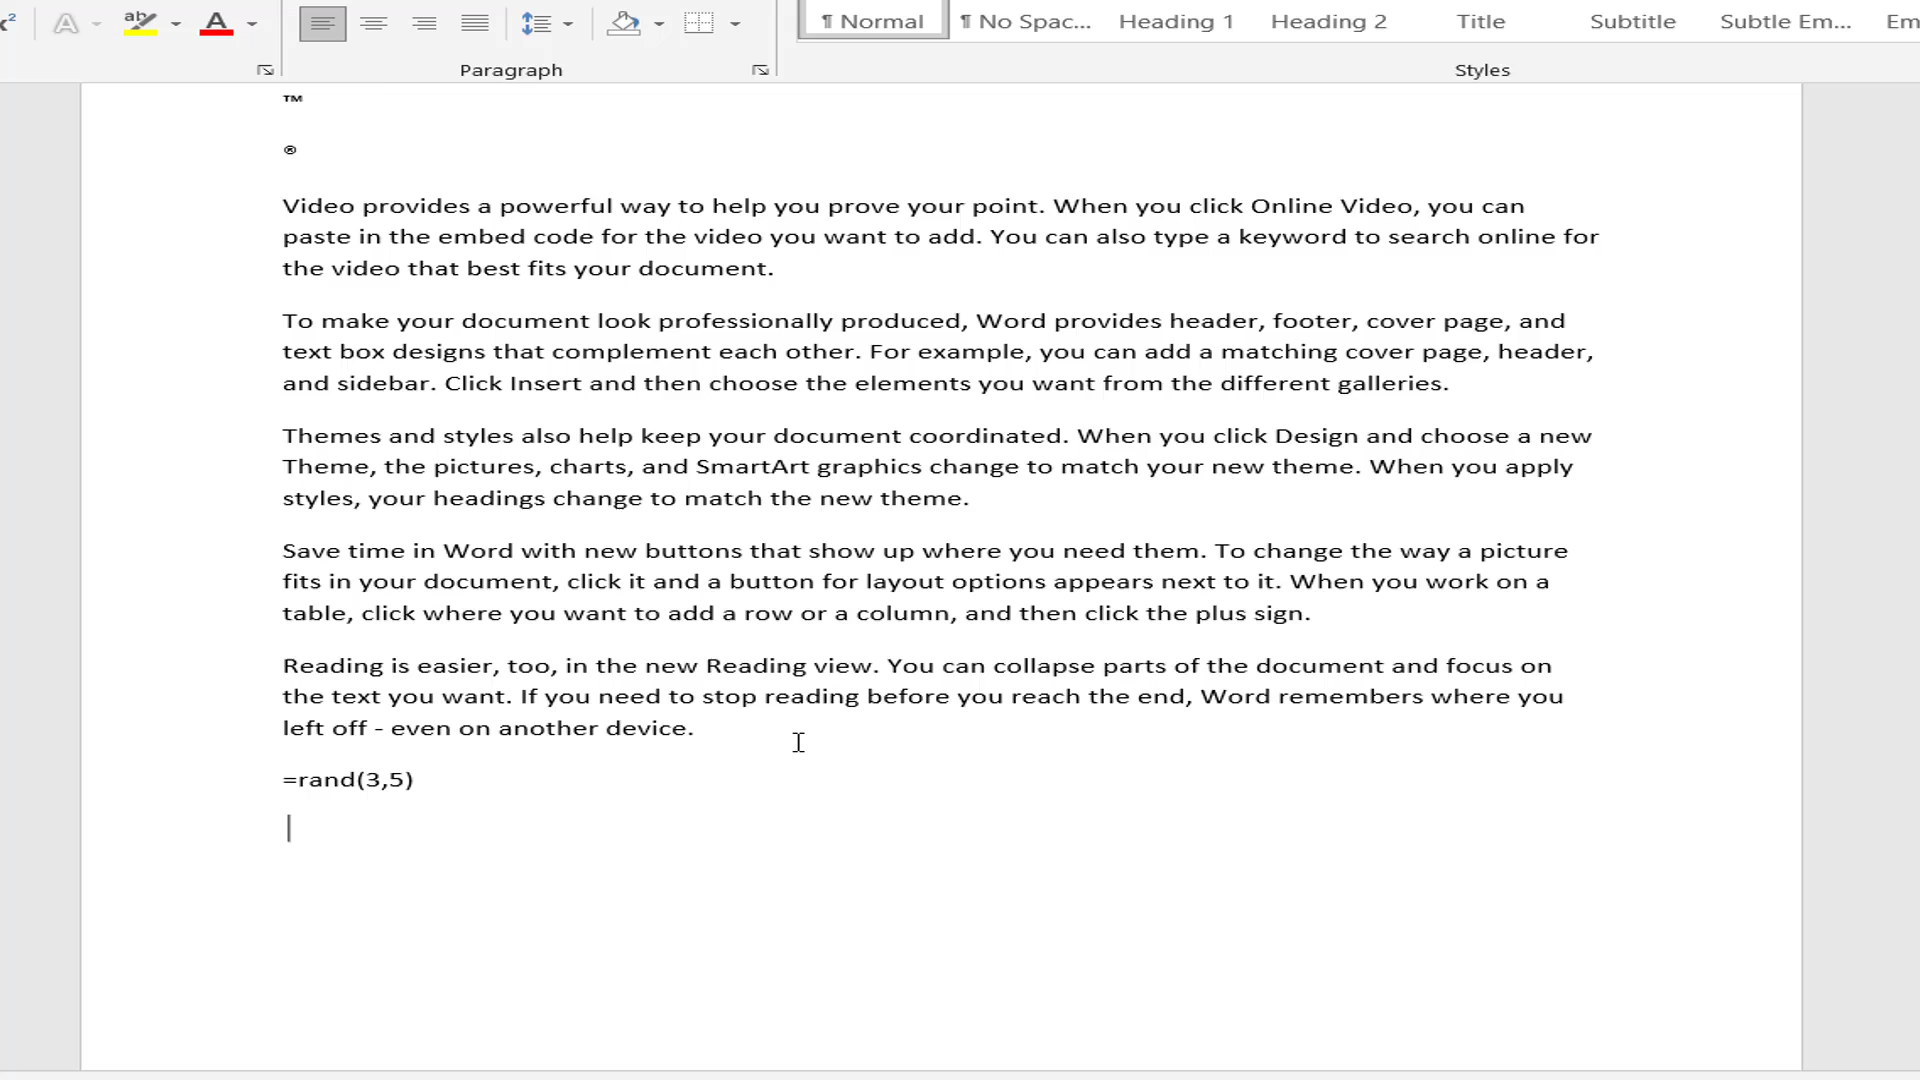 x²
A ab A
¶ Normal ¶ No Spac... Heading 1 Heading 2 Title Subtitle Subtle Em... Em
Paragraph Styles
™
®
Video provides a powerful way to help you prove your point. When you click Online Video, you can
paste in the embed code for the video you want to add. You can also type a keyword to search online for
the video that best fits your document.
To make your document look professionally produced, Word provides header, footer, cover page, and
text box designs that complement each other. For example, you can add a matching cover page, header,
and sidebar. Click Insert and then choose the elements you want from the different galleries.
Themes and styles also help keep your document coordinated. When you click Design and choose a new
Theme, the pictures, charts, and SmartArt graphics change to match your new theme. When you apply
styles, your headings change to match the new theme.
Save time in Word with new buttons that show up where you need them. To change the way a picture
fits in your document, click it and a button for layout options appears next to it. When you work on a
table, click where you want to add a row or a column, and then click the plus sign.
Reading is easier, too, in the new Reading view. You can collapse parts of the document and focus on
the text you want. If you need to stop reading before you reach the end, Word remembers where you
left off - even on another device.
=rand(3,5)